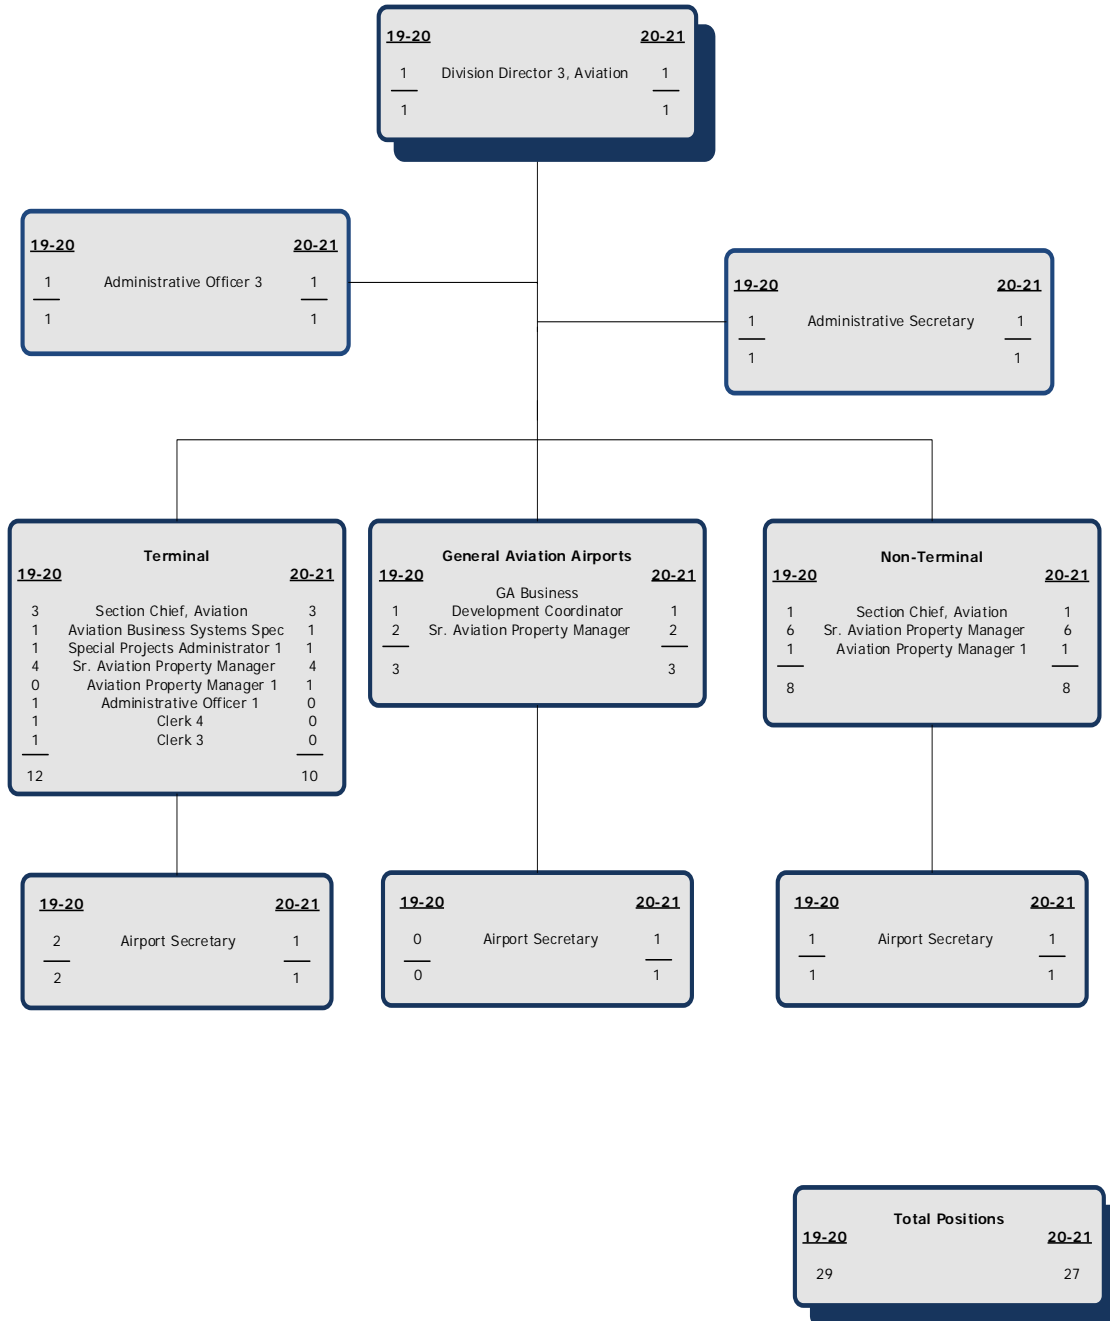 19-20 20-21
1 Division Director 3, Aviation 1
1 1
19-20 20-21
1 Administrative Officer 3 1
1 1
19-20 20-21
1 Administrative Secretary 1
1 1
Terminal
19-20 20-21
3 Section Chief, Aviation 3
1 Aviation Business Systems Spec 1
1 Special Projects Administrator 1 1
4 Sr. Aviation Property Manager 4
0 Aviation Property Manager 1 1
1 Administrative Officer 1 0
1 Clerk 4 0
1 Clerk 3 0
12 10
General Aviation Airports
19-20 20-21
GA Business
1 Development Coordinator 1
2 Sr. Aviation Property Manager 2
3 3
Non-Terminal
19-20 20-21
1 Section Chief, Aviation 1
6 Sr. Aviation Property Manager 6
1 Aviation Property Manager 1 1
8 8
19-20 20-21
2 Airport Secretary 1
2 1
19-20 20-21
0 Airport Secretary 1
0 1
19-20 20-21
1 Airport Secretary 1
1 1
Total Positions
19-20 20-21
29 27